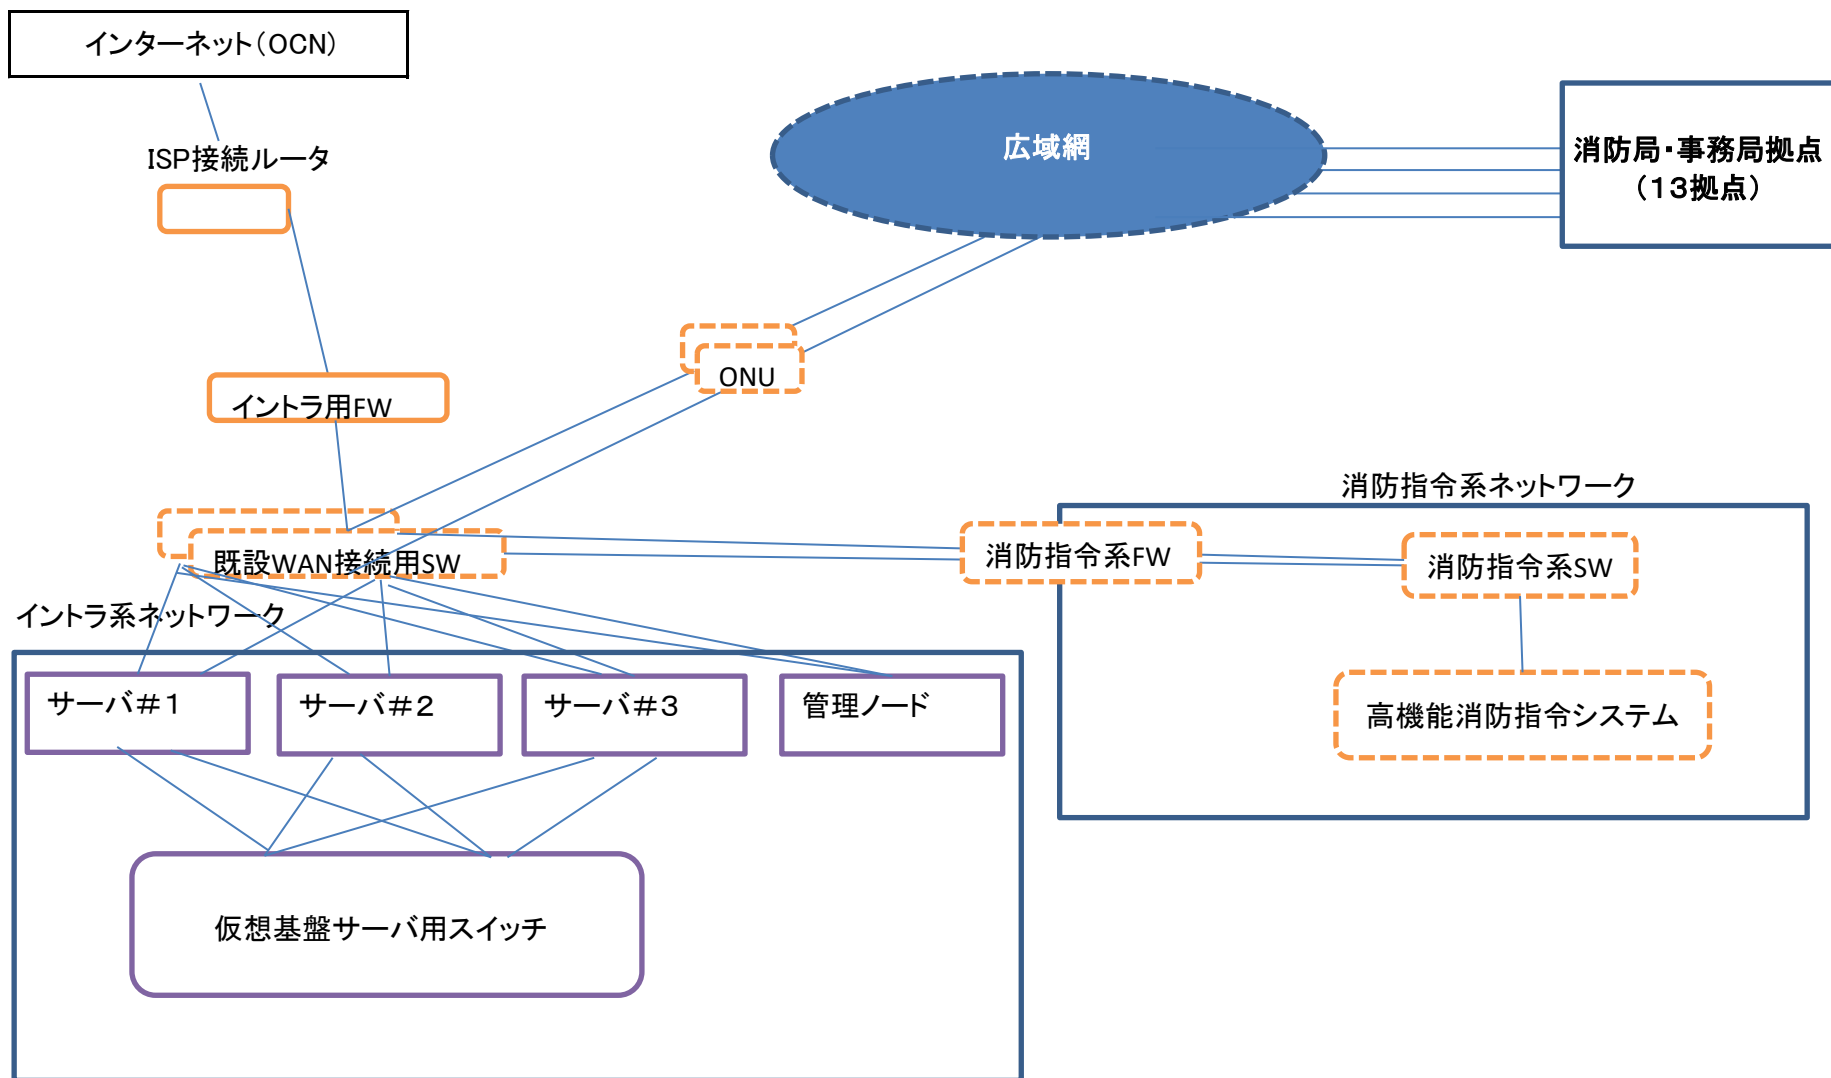 インターネット（OCN）
広域網
消防局・事務局拠点
（１３拠点）
ISP接続ルータ
ONU
イントラ用FW
消防指令系ネットワーク
既設WAN接続用SW
消防指令系FW
消防指令系SW
イントラ系ネットワーク
サーバ＃１
サーバ＃２
サーバ＃３
管理ノード
高機能消防指令システム
仮想基盤サーバ用スイッチ